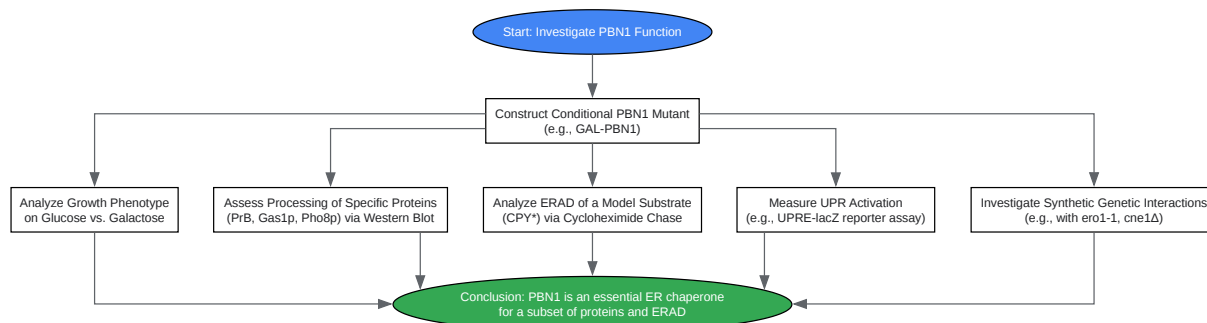 Start: Investigate PBN1 Function
Construct Conditional PBN1 Mutant
(e.g., GAL-PBN1)
Analyze Growth Phenotype
on Glucose vs. Galactose
Assess Processing of Specific Proteins
(PrB, Gas1p, Pho8p) via Western Blot
Analyze ERAD of a Model Substrate
(CPY*) via Cycloheximide Chase
Measure UPR Activation
(e.g., UPRE-lacZ reporter assay)
Investigate Synthetic Genetic Interactions
(e.g., with ero1-1, cne1Δ)
Conclusion: PBN1 is an essential ER chaperone
for a subset of proteins and ERAD